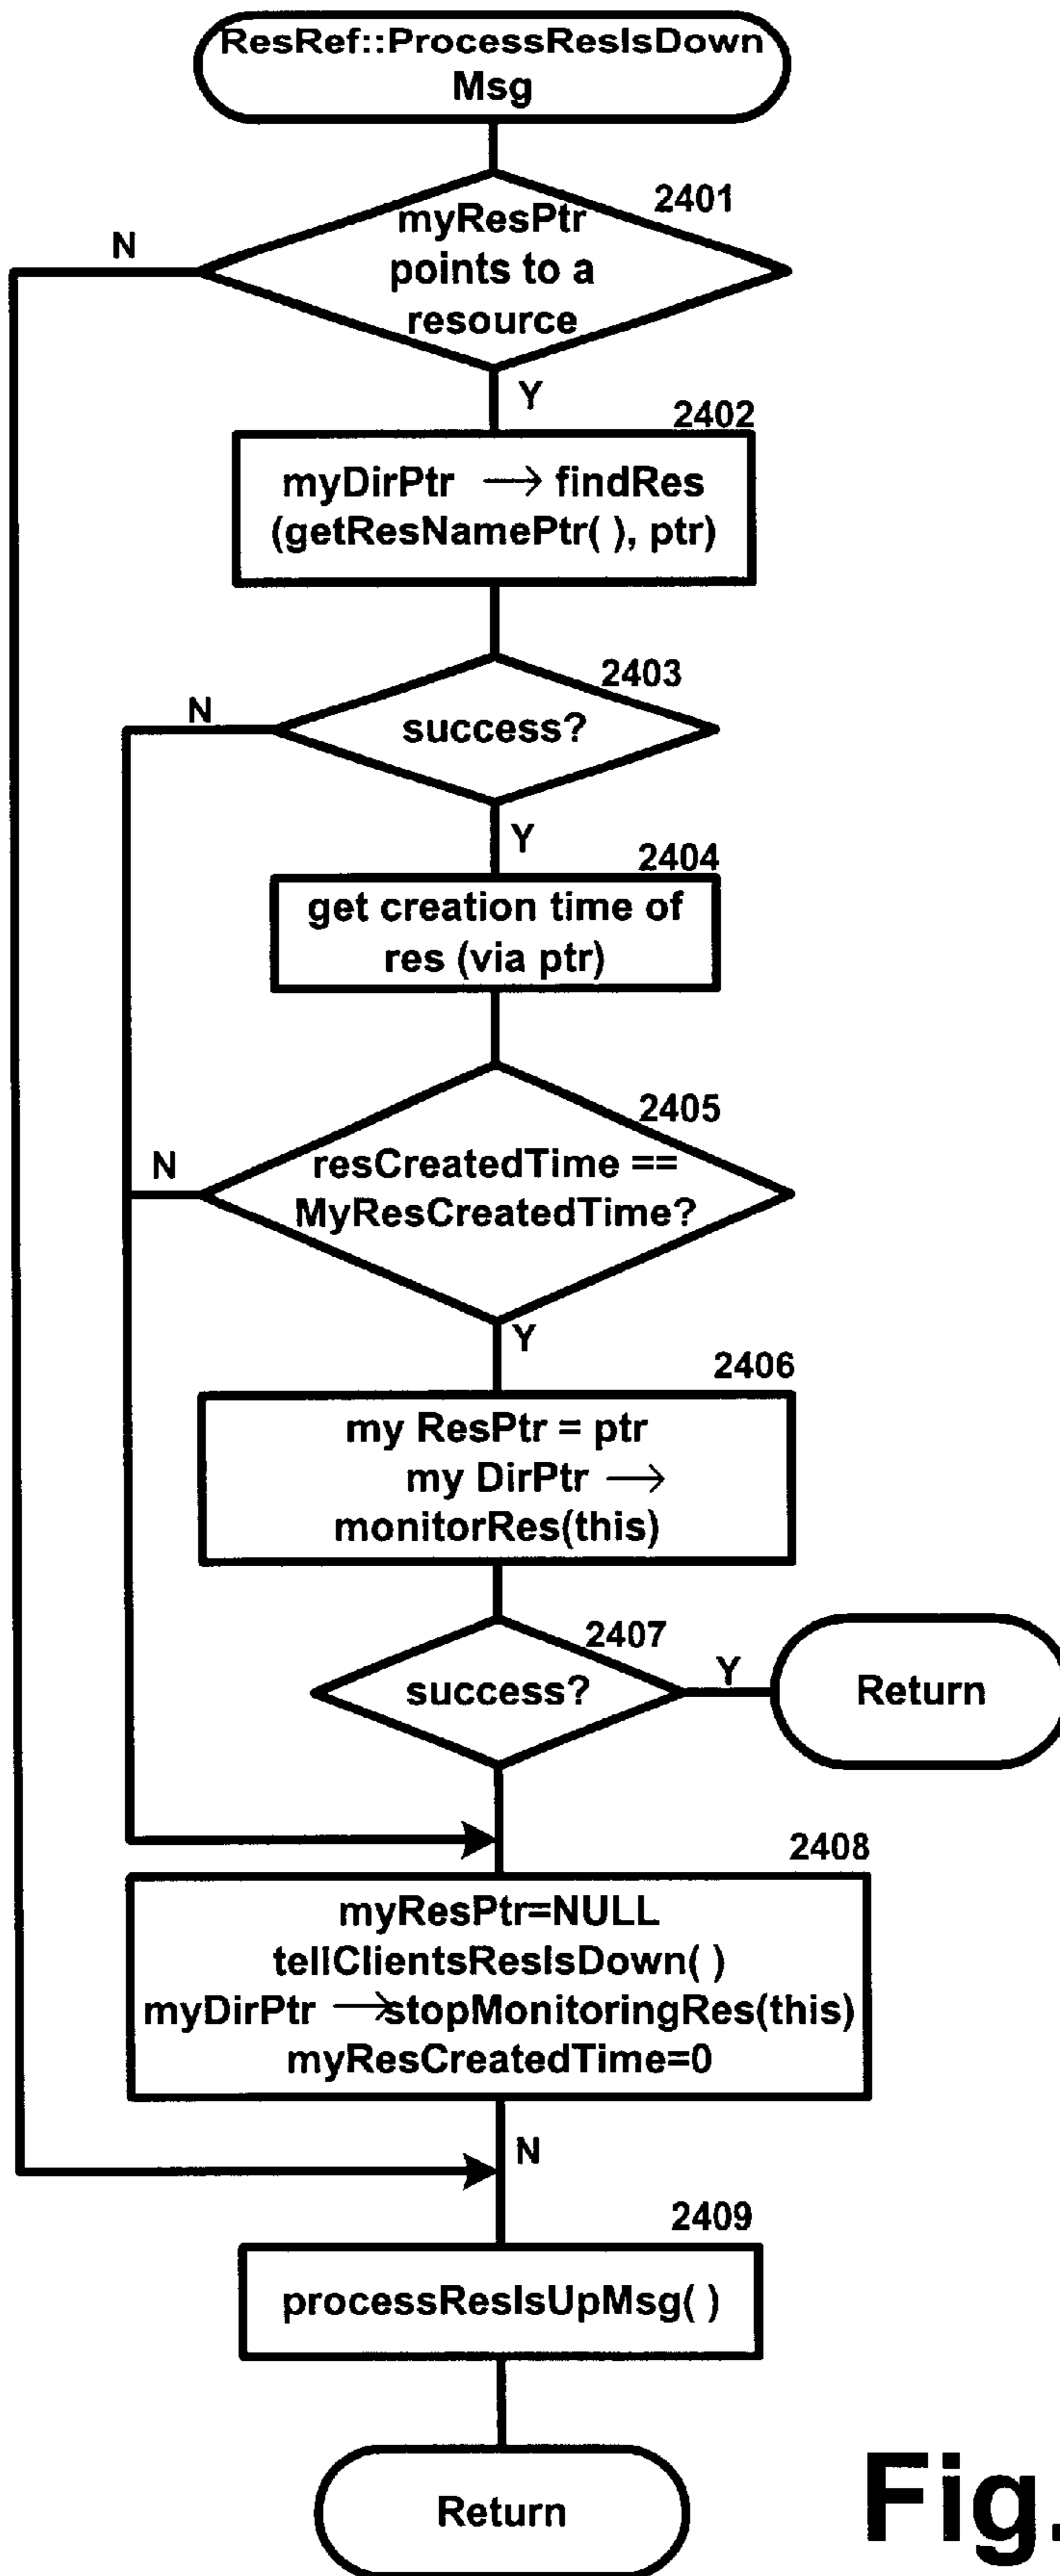 ResRef::ProcessResIsDown
Msg
2401
myResPtr
points to a
resource
N
Y
2402
myDirPtr → findRes
(getResNamePtr( ), ptr)
2403
success?
N
Y
2404
get creation time of
res (via ptr)
2405
resCreatedTime ==
MyResCreatedTime?
N
Y
2406
my ResPtr = ptr
my DirPtr →
monitorRes(this)
2407
success?
Y
Return
2408
myResPtr=NULL
tellClientsResIsDown( )
myDirPtr →stopMonitoringRes(this)
myResCreatedTime=0
N
2409
processResIsUpMsg( )
Return
Fig.